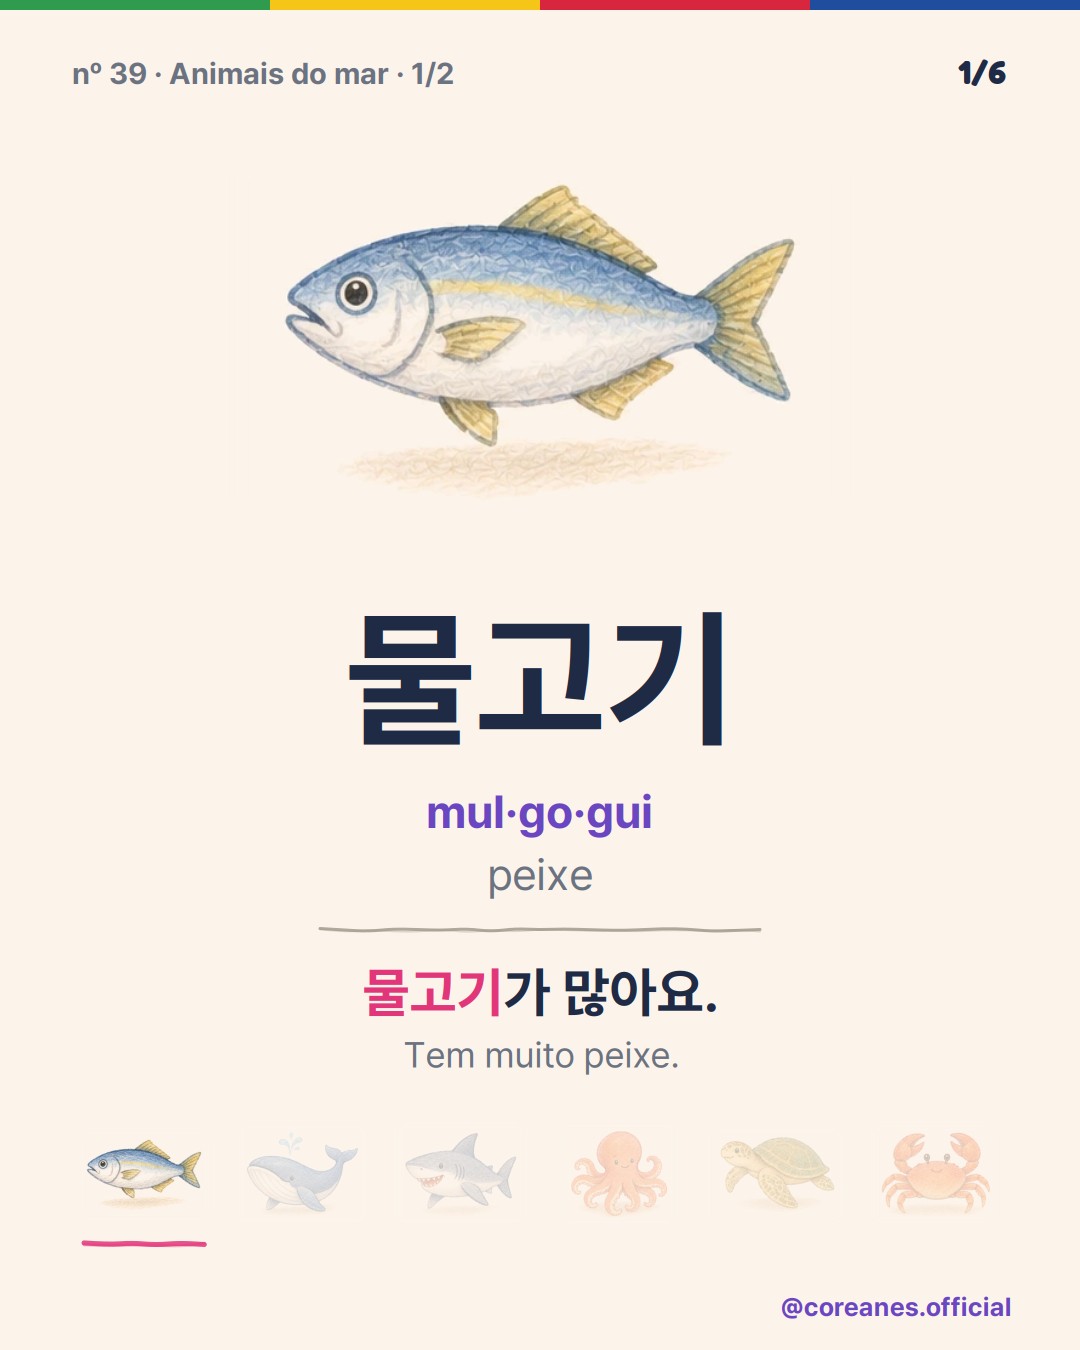 nº 39 · Animais do mar · 1/2
1/6
물고기
mul·go·gui
peixe
물고기가 많아요.
Tem muito peixe.
@coreanes.official